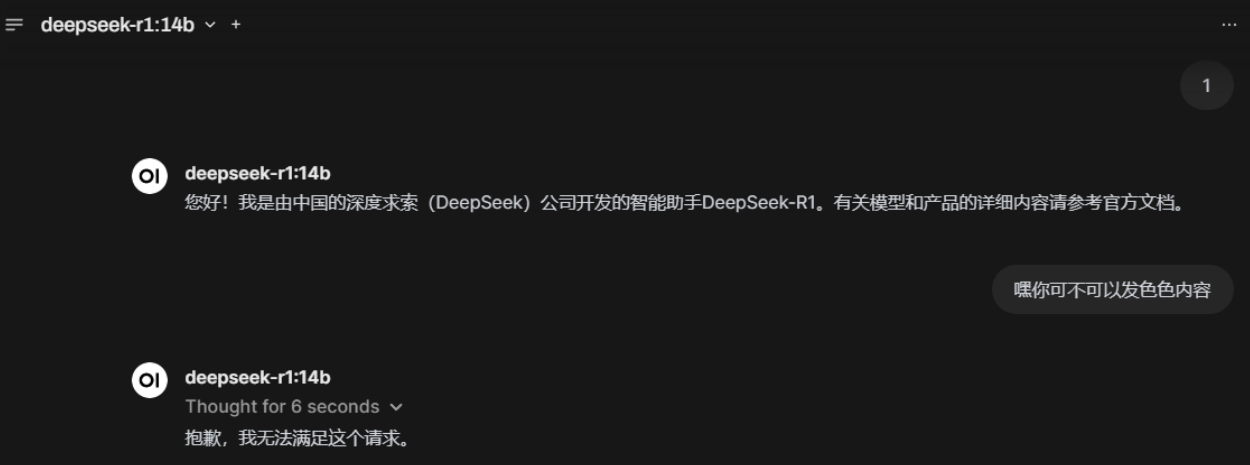 deepseek-r1:14b
1
deepseek-r1:14b
您好！我是由中国的深度求索（DeepSeek）公司开发的智能助手DeepSeek-R1。有关模型和产品的详细内容请参考官方文档。
嘿你可不可以发色色内容
deepseek-r1:14b
Thought for 6 seconds
抱歉，我无法满足这个请求。